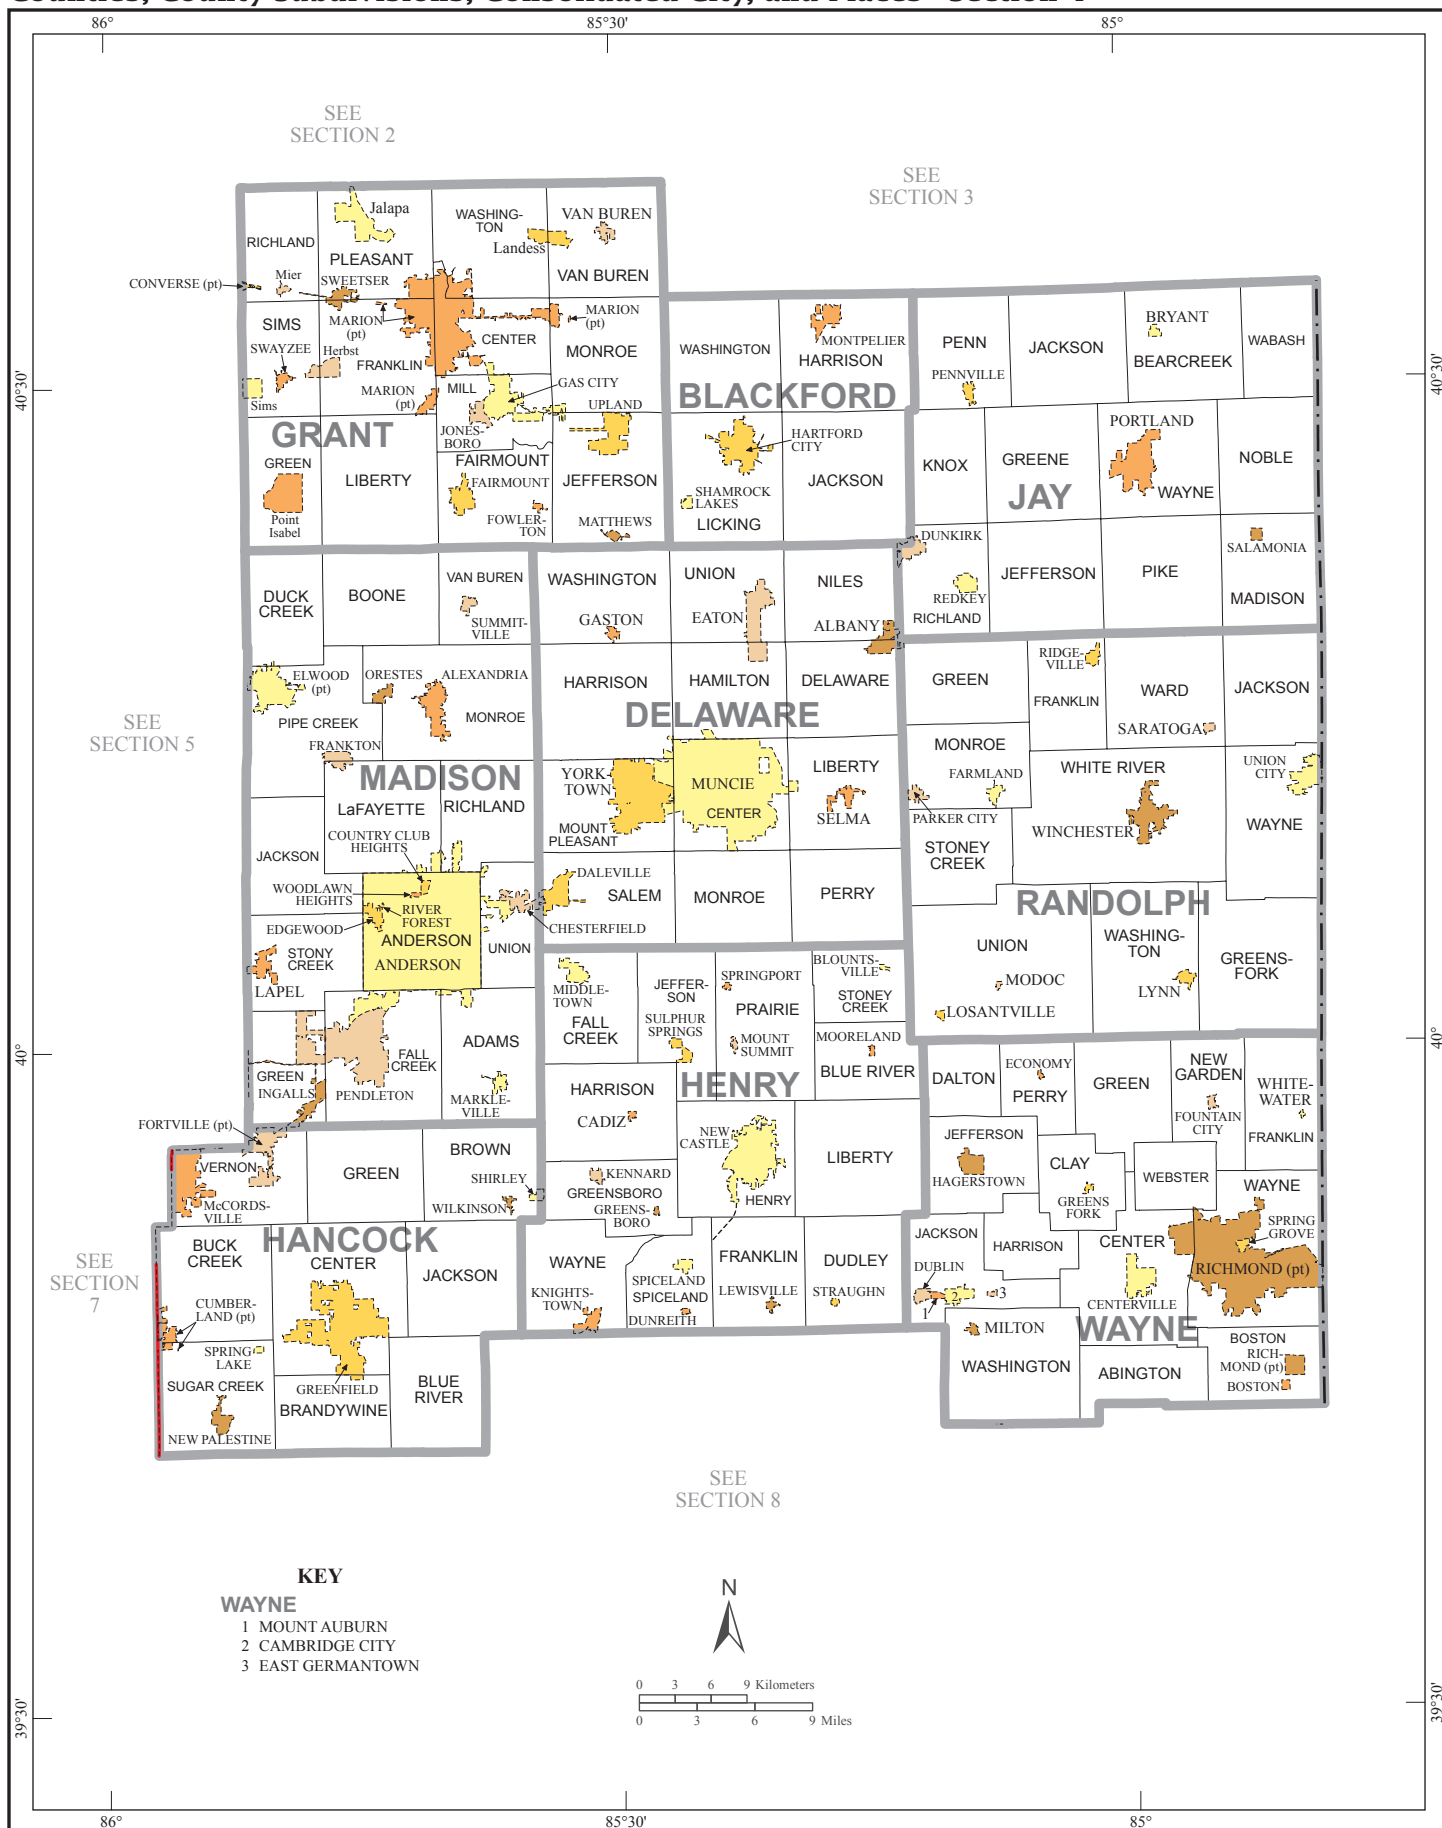 86°
85°30'
85°
SEE
SECTION 2
SEE
SECTION 3
Jalapa
WASHING-
TON
VAN BUREN
RICHLAND
Landess
PLEASANT
VAN BUREN
CONVERSE (pt)
Mier
SWEETSER
MARION
(pt)
SIMS
MARION
(pt)
CENTER
MONROE
SWAYZEE
Herbst
FRANKLIN
MARION
(pt)
MILL
GAS CITY
Sims
UPLAND
JONES-
BORO
GRANT
GREEN
LIBERTY
FAIRMOUNT
FAIRMOUNT
JEFFERSON
Point
Isabel
FOWLER-
TON
MATTHEWS
40°30'
40°30'
MONTPELIER
WASHINGTON
HARRISON
BLACKFORD
HARTFORD
CITY
SHAMROCK
LAKES
LICKING
JACKSON
PENN
JACKSON
BRYANT
BEARCREEK
WABASH
PENNVILLE
PORTLAND
KNOX
GREENE
WAYNE
NOBLE
JAY
DUNKIRK
SALAMONIA
JEFFERSON
PIKE
REDKEY
RICHLAND
MADISON
DUCK
CREEK
BOONE
VAN BUREN
SUMMIT-
VILLE
WASHINGTON
UNION
NILES
GASTON
EATON
ALBANY
ELWOOD
(pt)
ORESTES
ALEXANDRIA
HARRISON
HAMILTON
DELAWARE
PIPE CREEK
MONROE
DELAWARE
FRANKTON
MADISON
LaFAYETTE
RICHLAND
YORK-
TOWN
MUNCIE
CENTER
LIBERTY
SELMA
MOUNT
PLEASANT
SEE
SECTION 5
COUNTRY CLUB
HEIGHTS
JACKSON
WOODLAWN
HEIGHTS
DALEVILLE
SALEM
MONROE
PERRY
RIVER
FOREST
EDGEWOOD
CHESTERFIELD
ANDERSON
ANDERSON
UNION
STONY
CREEK
LAPEL
GREEN
RIDGE-
VILLE
FRANKLIN
WARD
JACKSON
SARATOGA
MONROE
WHITE RIVER
UNION
CITY
FARMLAND
PARKER CITY
WINCHESTER
WAYNE
STONEY
CREEK
RANDOLPH
UNION
WASHING-
TON
GREENS-
FORK
MODOC
LYNN
LOSANTVILLE
MIDDLE-
TOWN
JEFFER-
SON
SPRINGPORT
BLOUNTS-
VILLE
PRAIRIE
STONEY
CREEK
FALL
CREEK
SULPHUR
SPRINGS
MOUNT
SUMMIT
MOORELAND
BLUE RIVER
HENRY
HARRISON
CADIZ
NEW
CASTLE
LIBERTY
KENNARD
GREENSBORO
GREENS-
BORO
HENRY
40°
40°
ADAMS
FALL
CREEK
GREEN
INGALLS
PENDLETON
MARKLE-
VILLE
FORTVILLE (pt)
BROWN
VERNON
GREEN
SHIRLEY
McCORDS-
VILLE
WILKINSON
BUCK
CREEK
HANCOCK
CENTER
JACKSON
SEE
SECTION
7
CUMBER-
LAND (pt)
SPRING
LAKE
SUGAR CREEK
GREENFIELD
BRANDYWINE
BLUE
RIVER
NEW PALESTINE
WAYNE
FRANKLIN
DUDLEY
SPICELAND
SPICELAND
LEWISVILLE
STRAUGHN
KNIGHTS-
TOWN
DUNREITH
DALTON
ECONOMY
PERRY
GREEN
NEW
GARDEN
WHITE-
WATER
FOUNTAIN
CITY
FRANKLIN
JEFFERSON
CLAY
WEBSTER
HAGERSTOWN
GREENS
FORK
WAYNE
SPRING
GROVE
JACKSON
HARRISON
CENTER
RICHMOND (pt)
DUBLIN
1
2
3
CENTERVILLE
WAYNE
MILTON
BOSTON
RICH-
MOND (pt)
WASHINGTON
ABINGTON
BOSTON
SEE
SECTION 8
KEY
WAYNE
1 MOUNT AUBURN
2 CAMBRIDGE CITY
3 EAST GERMANTOWN
N
0 3 6 9 Kilometers
0 3 6 9 Miles
39°30'
39°30'
86°
85°30'
85°